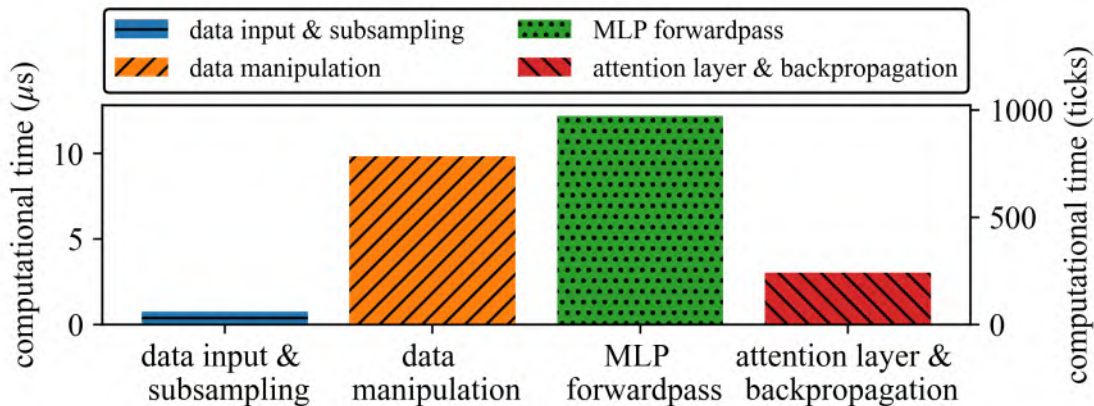 data input & subsampling
data manipulation
MLP forwardpass
attention layer & backpropagation
computational time (μs)
10
5
0
computational time (ticks)
1000
500
0
data input &
subsampling
data
manipulation
MLP
forwardpass
attention layer &
backpropagation